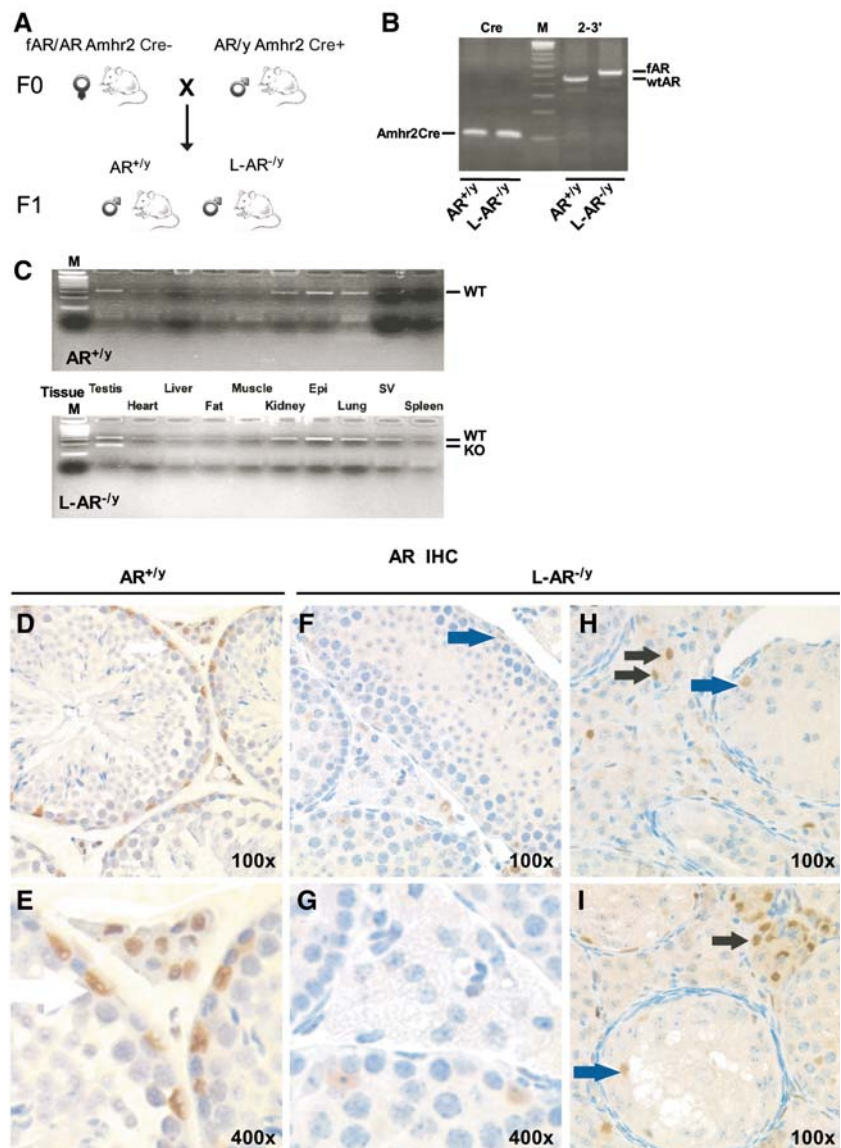 A
fAR/AR Amhr2 Cre-
AR/y Amhr2 Cre+
F0
X
AR+/y
L-AR-/y
F1
B
Cre
M
2-3'
fAR
wtAR
Amhr2Cre
AR+/y
L-AR-/y
AR+/y
L-AR-/y
C
M
WT
AR+/y
Tissue
Testis
Liver
Muscle
Epi
SV
M
Heart
Fat
Kidney
Lung
Spleen
WT
KO
L-AR-/y
AR IHC
AR+/y
L-AR-/y
D
F
H
100x
100x
100x
E
G
I
400x
400x
100x